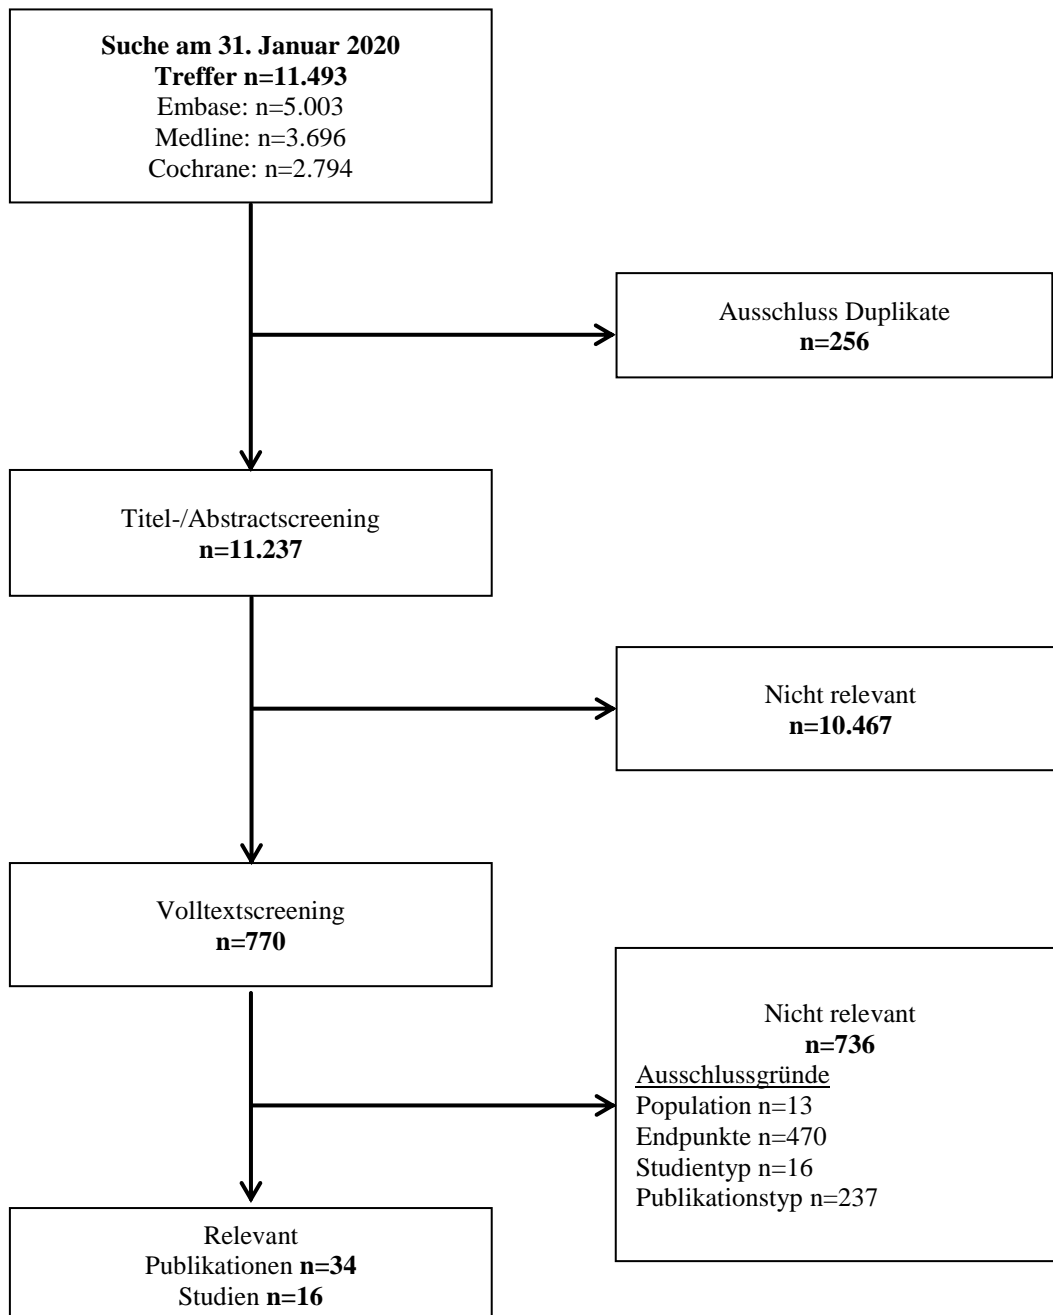 Suche am 31. Januar 2020
Treffer n=11.493
Embase: n=5.003
Medline: n=3.696
Cochrane: n=2.794
Ausschluss Duplikate
n=256
Titel-/Abstractscreening
n=11.237
Nicht relevant
n=10.467
Volltextscreening
n=770
Nicht relevant
n=736
Ausschlussgründe
Population n=13
Endpunkte n=470
Studientyp n=16
Publikationstyp n=237
Relevant
Publikationen n=34
Studien n=16